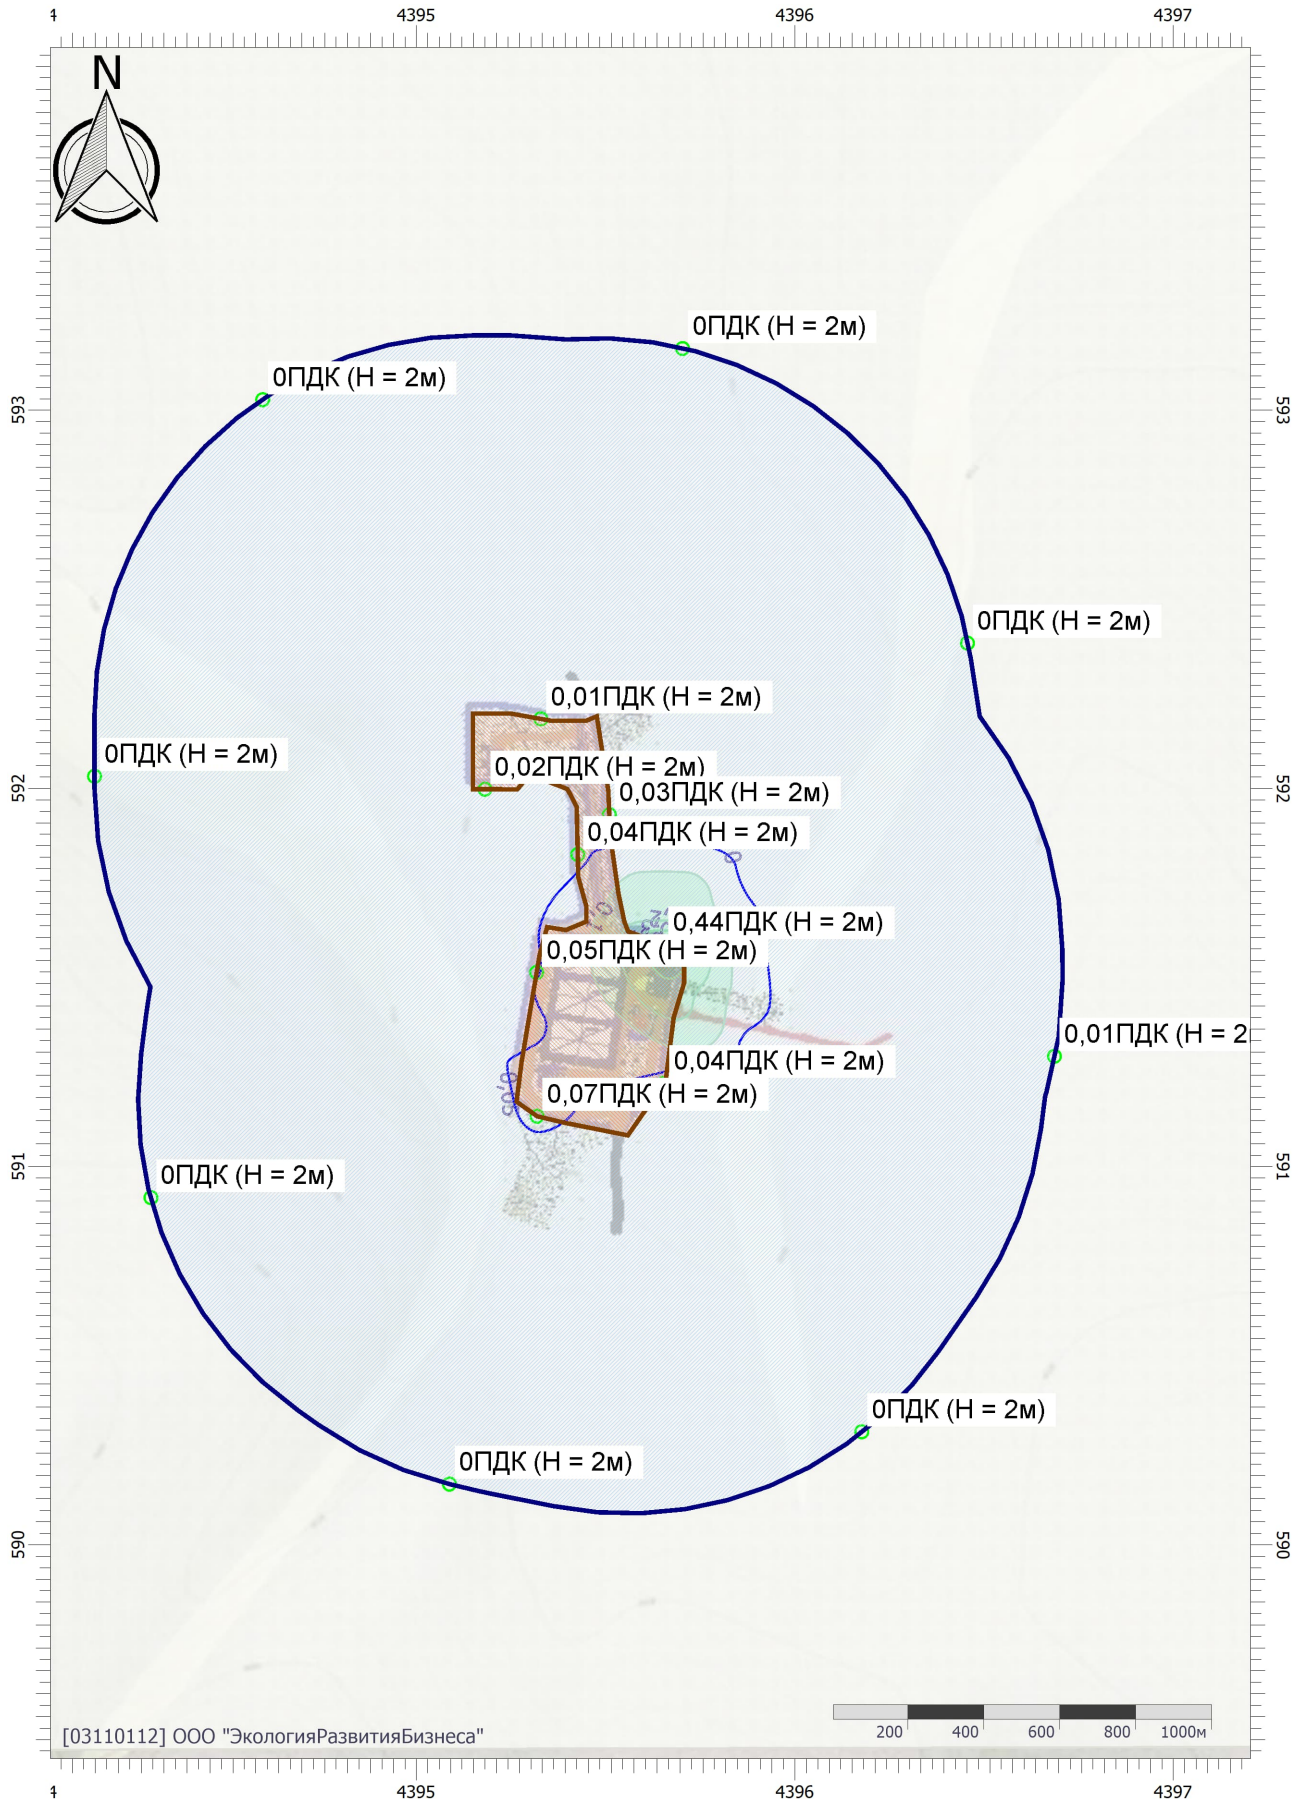 4395 4396 4397
N
0ПДК (Н = 2м)
0ПДК (Н = 2м)
593 593
0ПДК (Н = 2м)
0,01ПДК (Н = 2м)
0ПДК (Н = 2м)
0,02ПДК (Н = 2м)
592 592
0,03ПДК (Н = 2м)
0,04ПДК (Н = 2м)
0
0,44ПДК (Н = 2м)
0,05ПДК (Н = 2м)
0,01ПДК (Н = 2
0,04ПДК (Н = 2м)
0,05
0,07ПДК (Н = 2м)
591 591
0ПДК (Н = 2м)
0ПДК (Н = 2м)
0ПДК (Н = 2м)
590 590
200 400 600 800 1000м
[03110112] ООО "ЭкологияРазвитияБизнеса"
4395 4396 4397